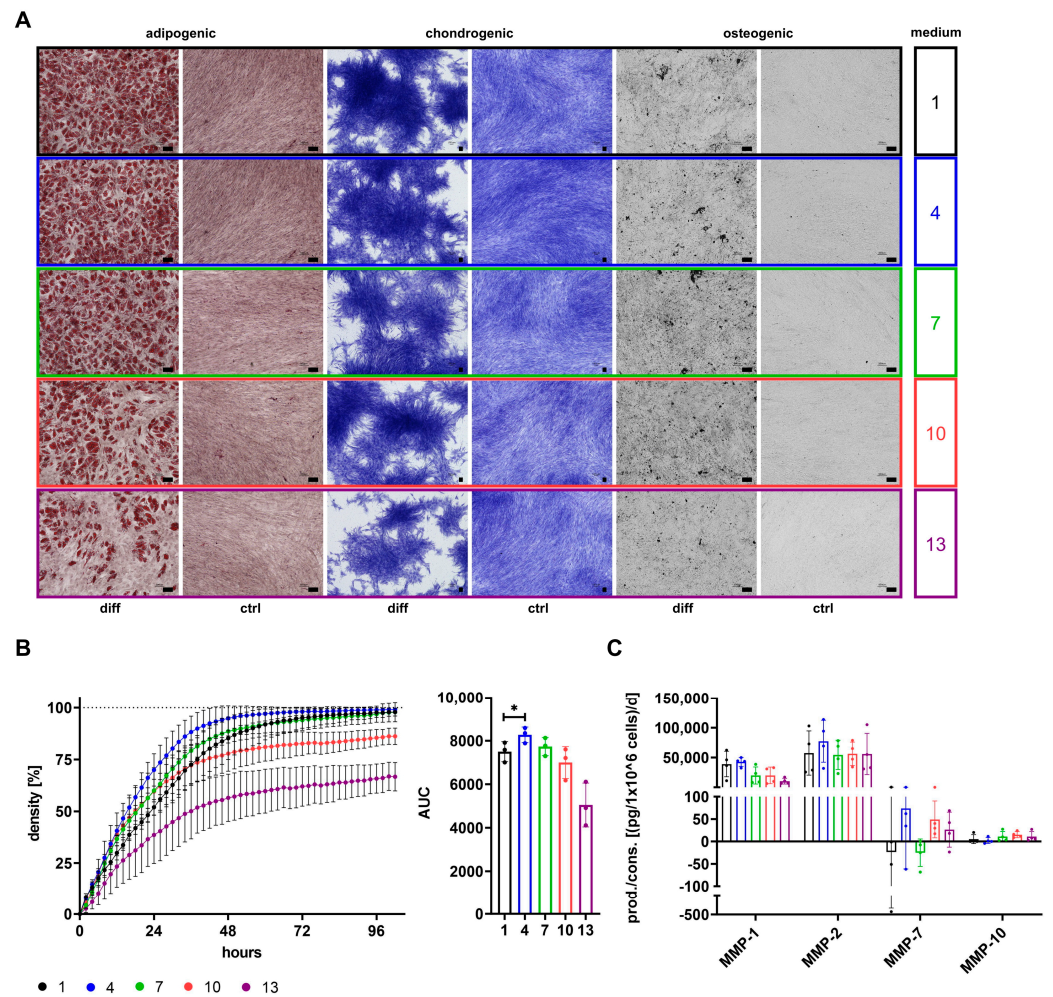 A
adipogenic chondrogenic osteogenic medium
1
4
7
10
13
diff ctrl diff ctrl diff ctrl
B
density [%]
100
75
50
25
0
0 24 48 72 96
hours
1 4 7 10 13
AUC
10,000
8000
6000
4000
2000
0
1 4 7 10 13
*
C
prod./cons. [(pg/1x10^6 cells)/d]
150,000
100,000
50,000
100
50
0
-50
-100
-500
MMP-1 MMP-2 MMP-7 MMP-10